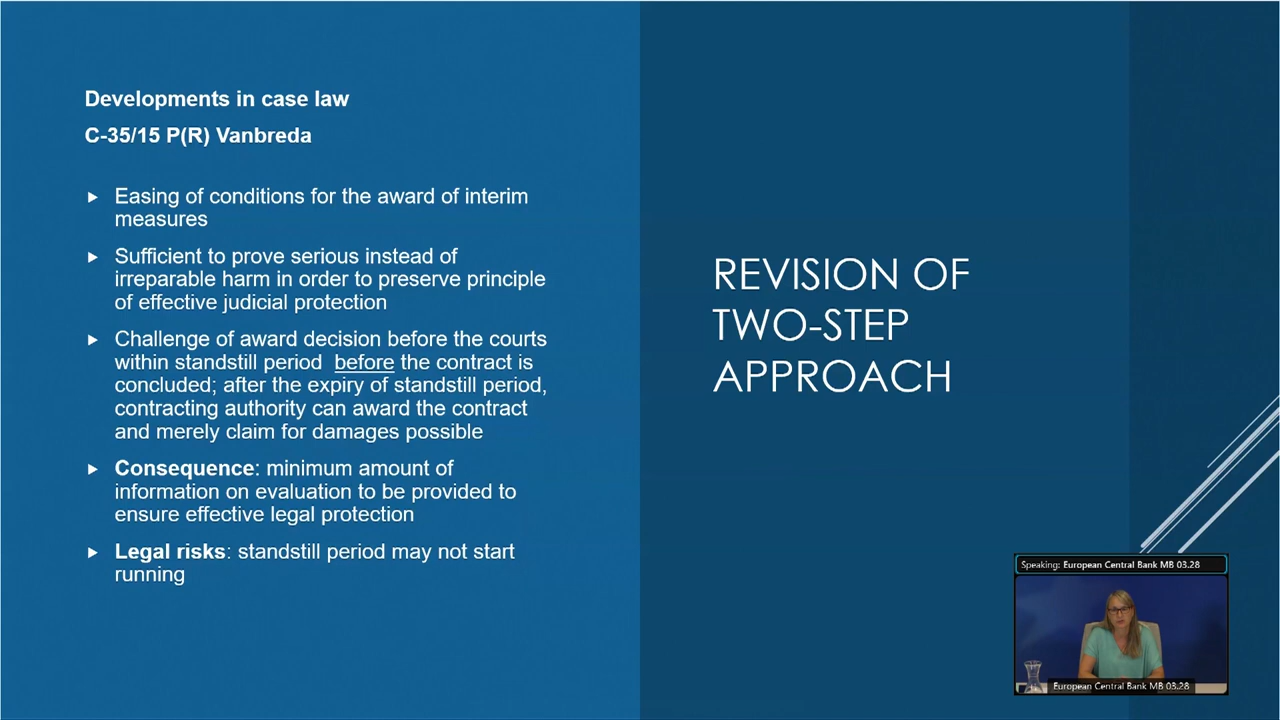 Developments in case law
C-35/15 P(R) Vanbreda
Easing of conditions for the award of interim
measures
Sufficient to prove serious instead of
irreparable harm in order to preserve principle
of effective judicial protection
Challenge of award decision before the courts
within standstill period before the contract is
concluded; after the expiry of standstill period,
contracting authority can award the contract
and merely claim for damages possible
Consequence: minimum amount of
information on evaluation to be provided to
ensure effective legal protection
Legal risks: standstill period may not start
running
REVISION OF
TWO-STEP
APPROACH
Speaking: European Central Bank MB 03.28
European Central Bank MB 03.28